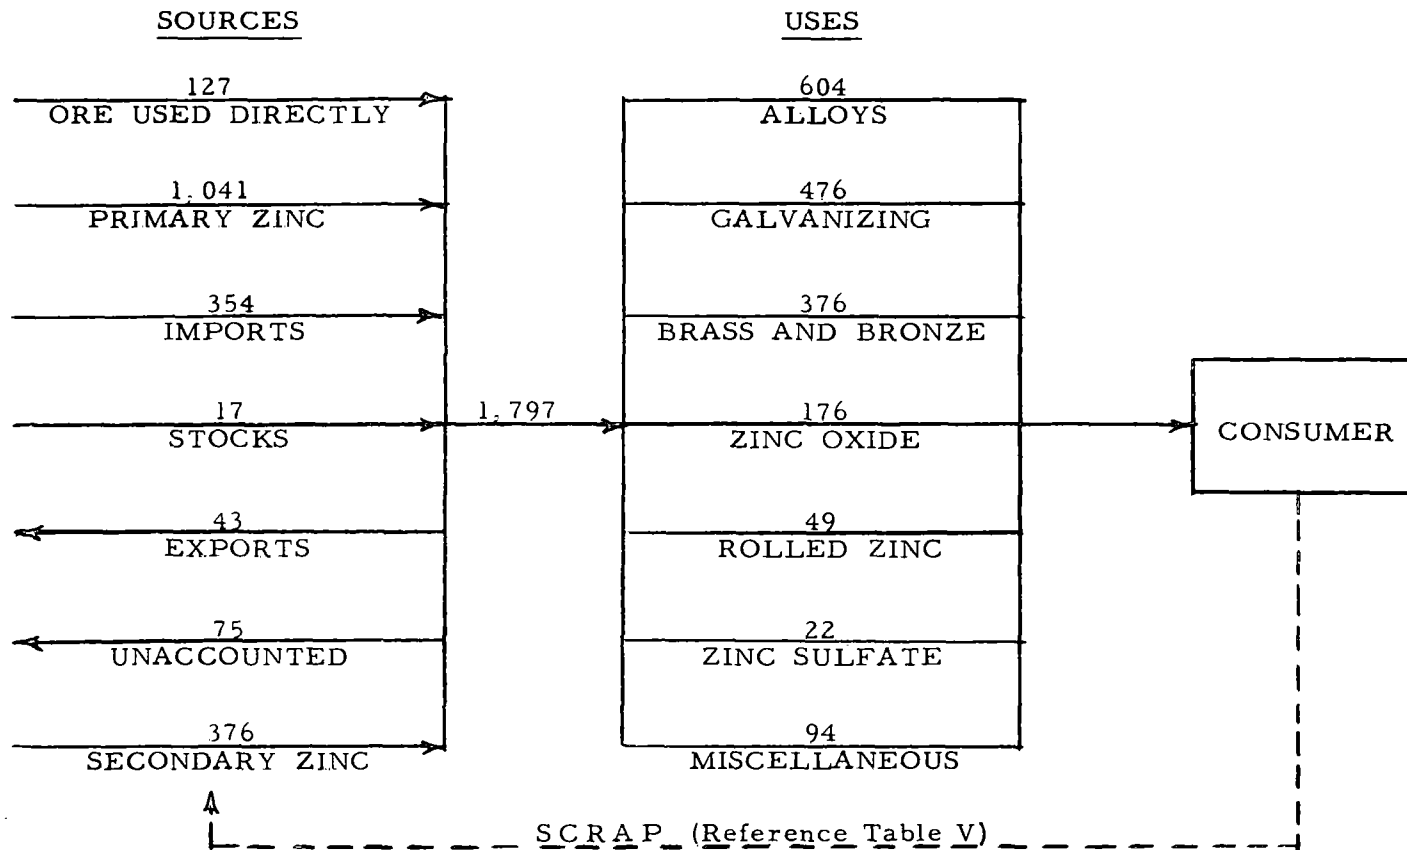 SOURCES
127
ORE USED DIRECTLY
1,041
PRIMARY ZINC
354
IMPORTS
17
STOCKS
43
EXPORTS
75
UNACCOUNTED
376
SECONDARY ZINC
1,797
USES
604
ALLOYS
476
GALVANIZING
376
BRASS AND BRONZE
176
ZINC OXIDE
49
ROLLED ZINC
22
ZINC SULFATE
94
MISCELLANEOUS
CONSUMER
SCRAP (Reference Table V)